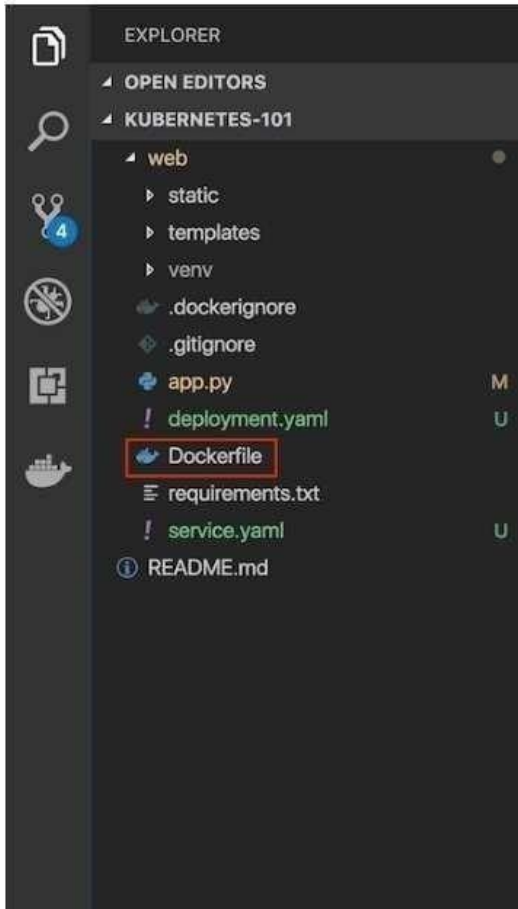 EXPLORER
OPEN EDITORS
KUBERNETES-101
web
static
4
templates
venv
.dockerignore
.gitignore
app.py M
deployment.yaml U
Dockerfile
requirements.txt
service.yaml U
README.md